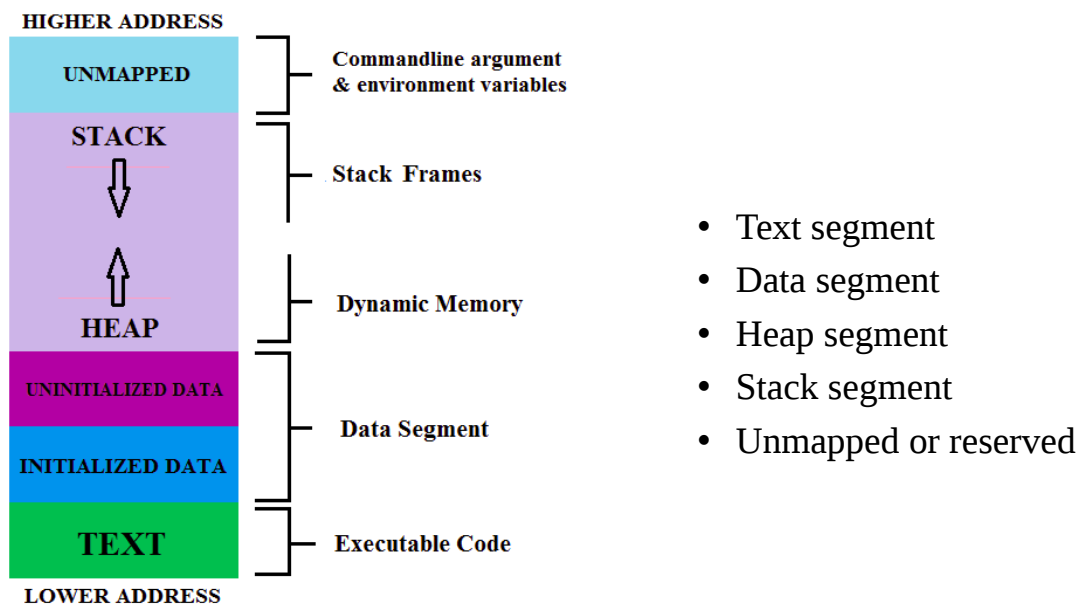 HIGHER ADDRESS
UNMAPPED
Commandline argument
& environment variables
STACK
Stack Frames
HEAP
Dynamic Memory
UNINITIALIZED DATA
INITIALIZED DATA
Data Segment
TEXT
Executable Code
LOWER ADDRESS
• Text segment
• Data segment
• Heap segment
• Stack segment
• Unmapped or reserved